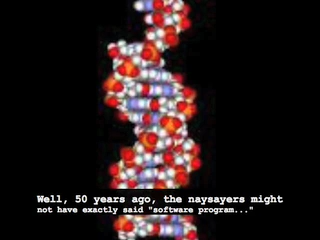 Well, 50 years ago, the naysayers might
not have exactly said "software program..."